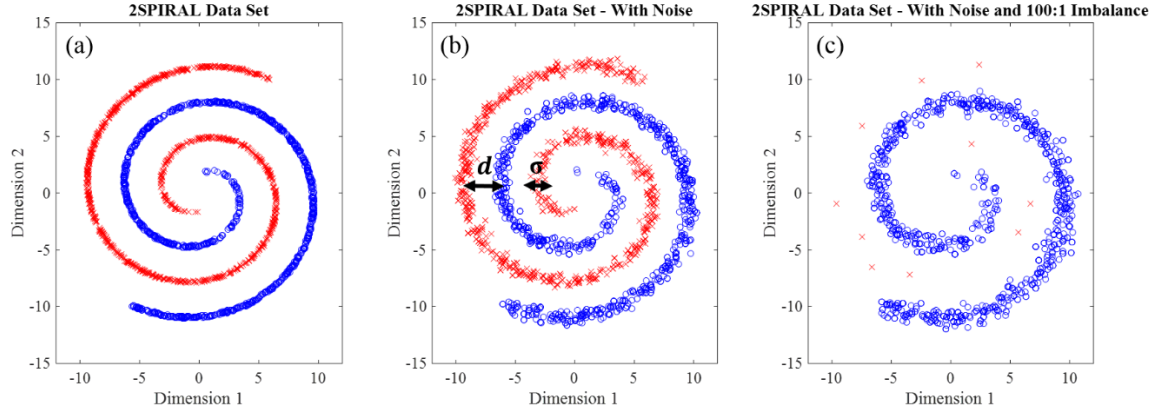 2SPIRAL Data Set
(a)
15
10
5
0
-5
-10
-15
Dimension 2
-10
-5
0
5
10
Dimension 1
2SPIRAL Data Set - With Noise
(b)
d
σ
15
10
5
0
-5
-10
-15
Dimension 2
-10
-5
0
5
10
Dimension 1
2SPIRAL Data Set - With Noise and 100:1 Imbalance
(c)
15
10
5
0
-5
-10
-15
Dimension 2
-10
-5
0
5
10
Dimension 1